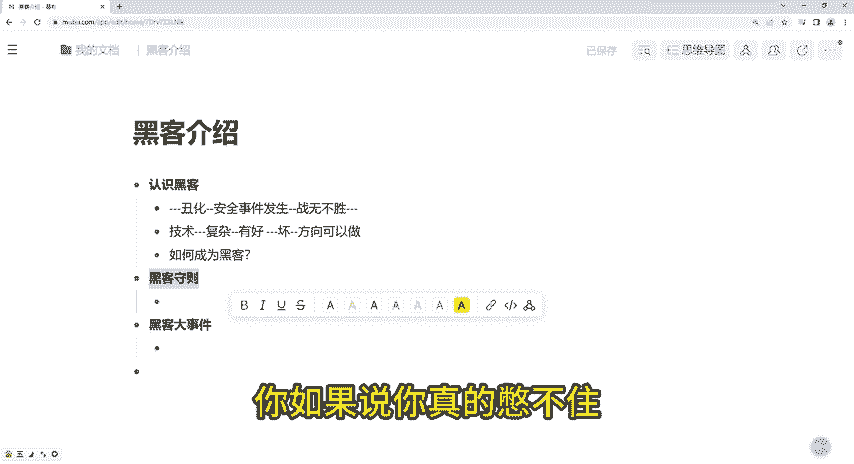 我的文档 | 黑客介绍
已保存
思维导图
黑客介绍
认识黑客
---丑化--安全事件发生--战无不胜---
技术---复杂--有好 ---坏--方向可以做
如何成为黑客?
黑客守则
B I U S A A A A A A A </>
黑客大事件
你如果说你真的憋不住